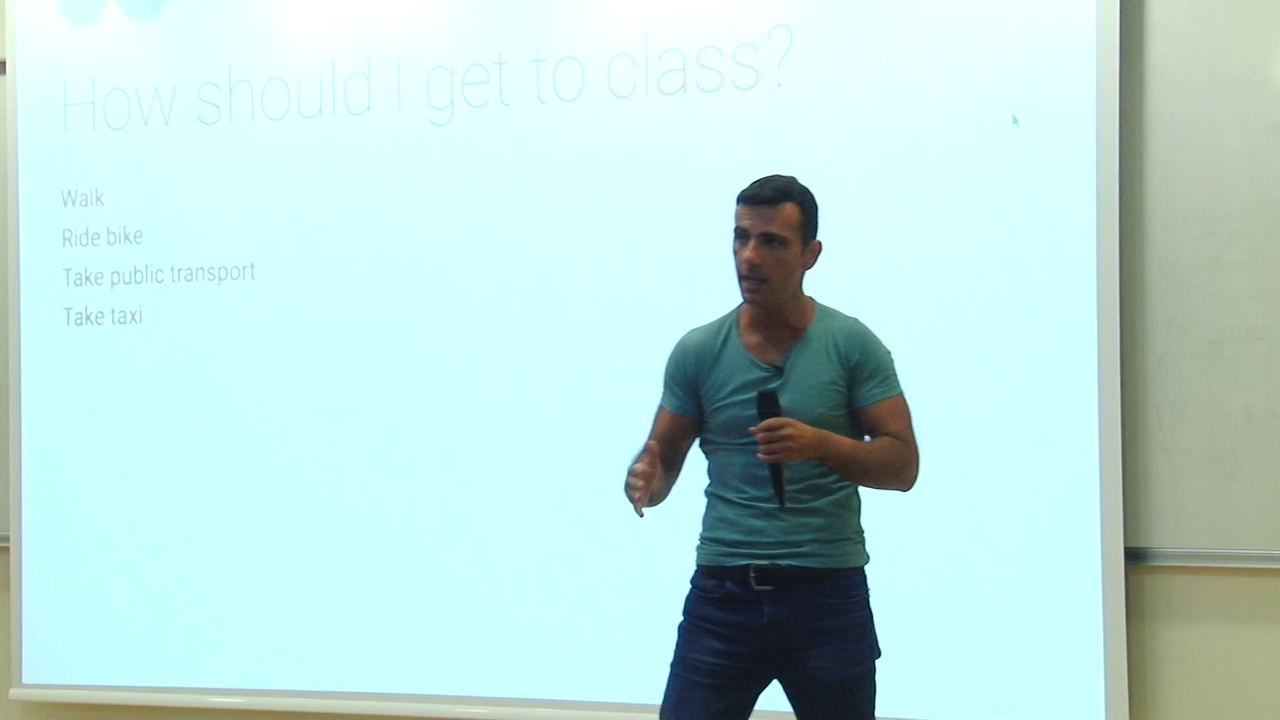 How should I get to class?
Walk
Ride bike
Take public transport
Take taxi